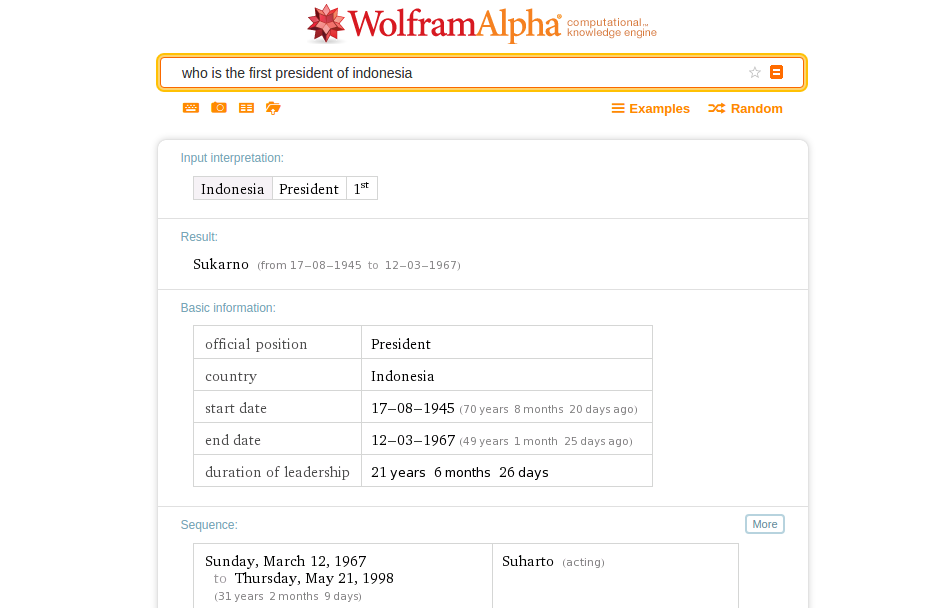 WolframAlpha computational... knowledge engine
who is the first president of indonesia
Examples Random
Input interpretation:
Indonesia President 1st
Result:
Sukarno (from 17–08–1945 to 12–03–1967)
Basic information:
official position President
country Indonesia
start date 17–08–1945 (70 years 8 months 20 days ago)
end date 12–03–1967 (49 years 1 month 25 days ago)
duration of leadership 21 years 6 months 26 days
Sequence: More
Sunday, March 12, 1967 Suharto (acting)
to Thursday, May 21, 1998
(31 years 2 months 9 days)